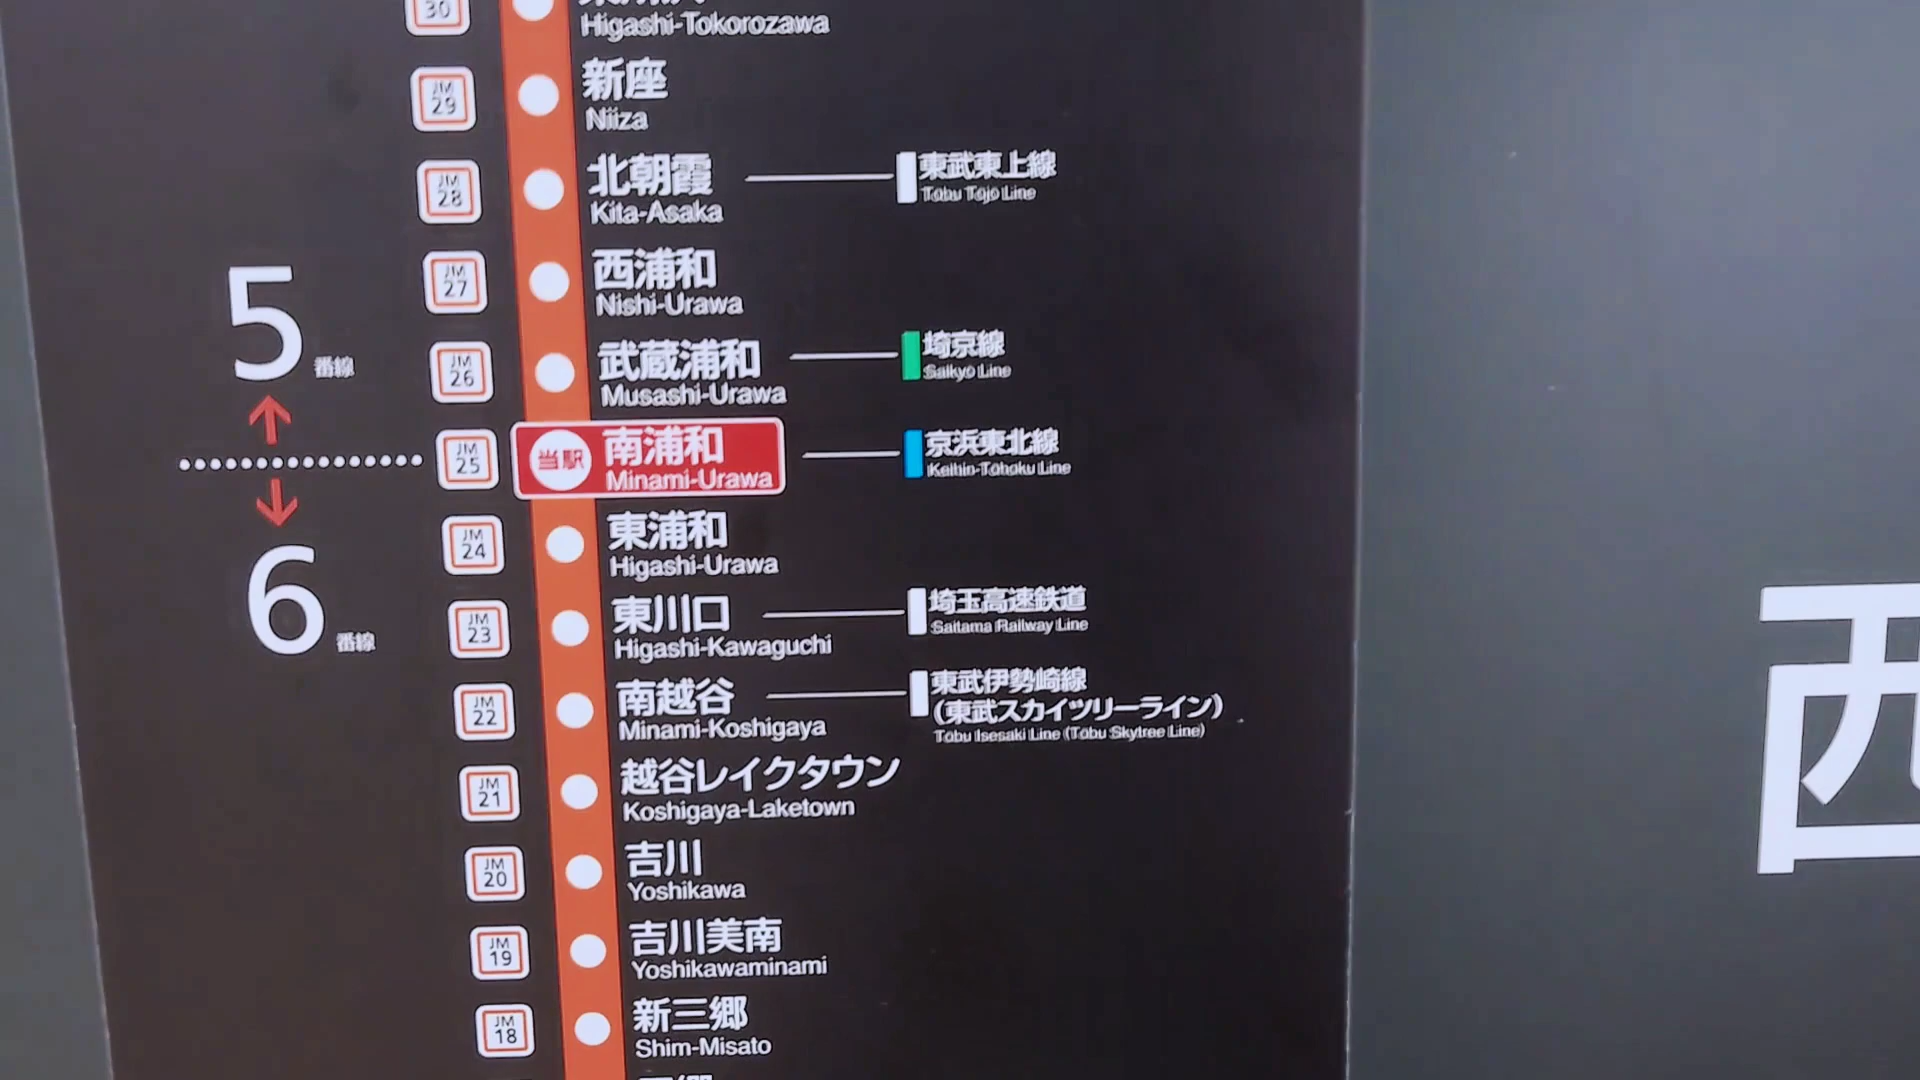 30
Higashi-Tokorozawa
JM
29
新座
Niiza
JM
28
北朝霞
Kita-Asaka
東武東上線
Tobu Tojo Line
JM
27
西浦和
Nishi-Urawa
5
番線
JM
26
武蔵浦和
Musashi-Urawa
埼京線
Saikyo Line
JM
25
当駅
南浦和
Minami-Urawa
京浜東北線
Keihin-Tohoku Line
6
番線
JM
24
東浦和
Higashi-Urawa
JM
23
東川口
Higashi-Kawaguchi
埼玉高速鉄道
Saitama Railway Line
JM
22
南越谷
Minami-Koshigaya
東武伊勢崎線
(東武スカイツリーライン)
Tobu Isesaki Line (Tobu Skytree Line)
JM
21
越谷レイクタウン
Koshigaya-Laketown
JM
20
吉川
Yoshikawa
JM
19
吉川美南
Yoshikawaminami
JM
18
新三郷
Shim-Misato
西